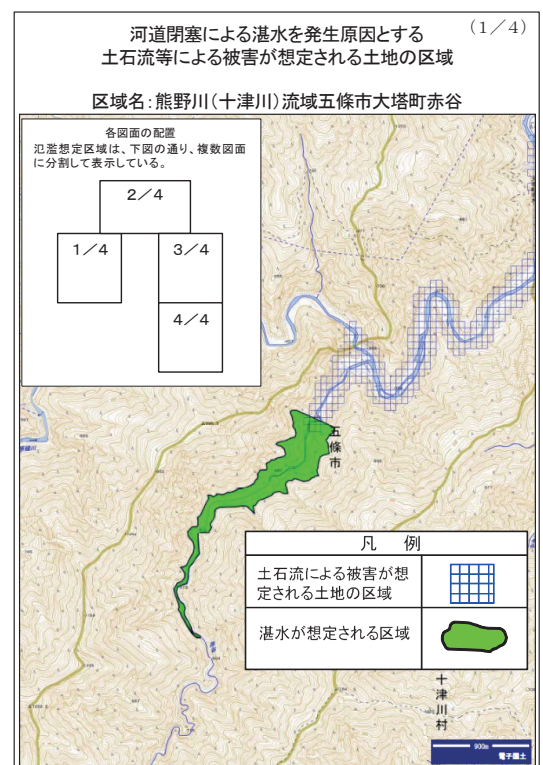 (1/4)
河道閉塞による湛水を発生原因とする
土石流等による被害が想定される土地の区域
区域名:熊野川(十津川)流域五條市大塔町赤谷
各図面の配置
氾濫想定区域は、下図の通り、複数図面
に分割して表示している。
2/4
1/4
3/4
4/4
五條市
凡 例
土石流による被害が想
定される土地の区域
湛水が想定される区域
十津川村
900m
電子国土